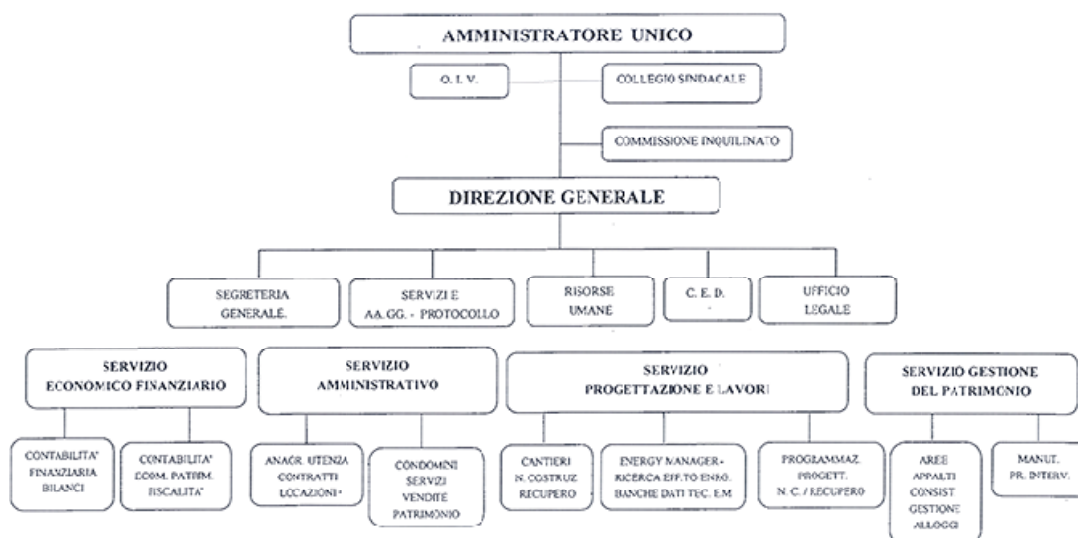 AMMINISTRATORE UNICO
O. I. V.
COLLEGIO SINDACALE
COMMISSIONE INQUILINATO
DIREZIONE GENERALE
SEGRETERIA
GENERALE.
SERVIZI E
AA. GG. - PROTOCOLLO
RISORSE
UMANE
C. E. D.
UFFICIO
LEGALE
SERVIZIO
ECONOMICO FINANZIARIO
SERVIZIO
AMMINISTRATIVO
SERVIZIO
PROGETTAZIONE E LAVORI
SERVIZIO GESTIONE
DEL PATRIMONIO
CONTABILITA'
FINANZIARIA
BILANCI
CONTABILITA'
ECOM. PATRIM.
FISCALITA'
ANAGR. UTENZA
CONTRATTI
LOCAZIONI
CONDOMINI
SERVIZI
VENDITE
PATRIMONIO
CANTIERI
N. COSTRUZ.
RECUPERO
ENERGY MANAGER
RICERCA
BANCHE DATI TEC. E.M
PROGRAMMAZ.
PROGETT.
N. C. / RECUPERO
AREE
APPALTI
CONSIST
GESTIONE
ALLOGGI
MANUT.
PR. INTERV.